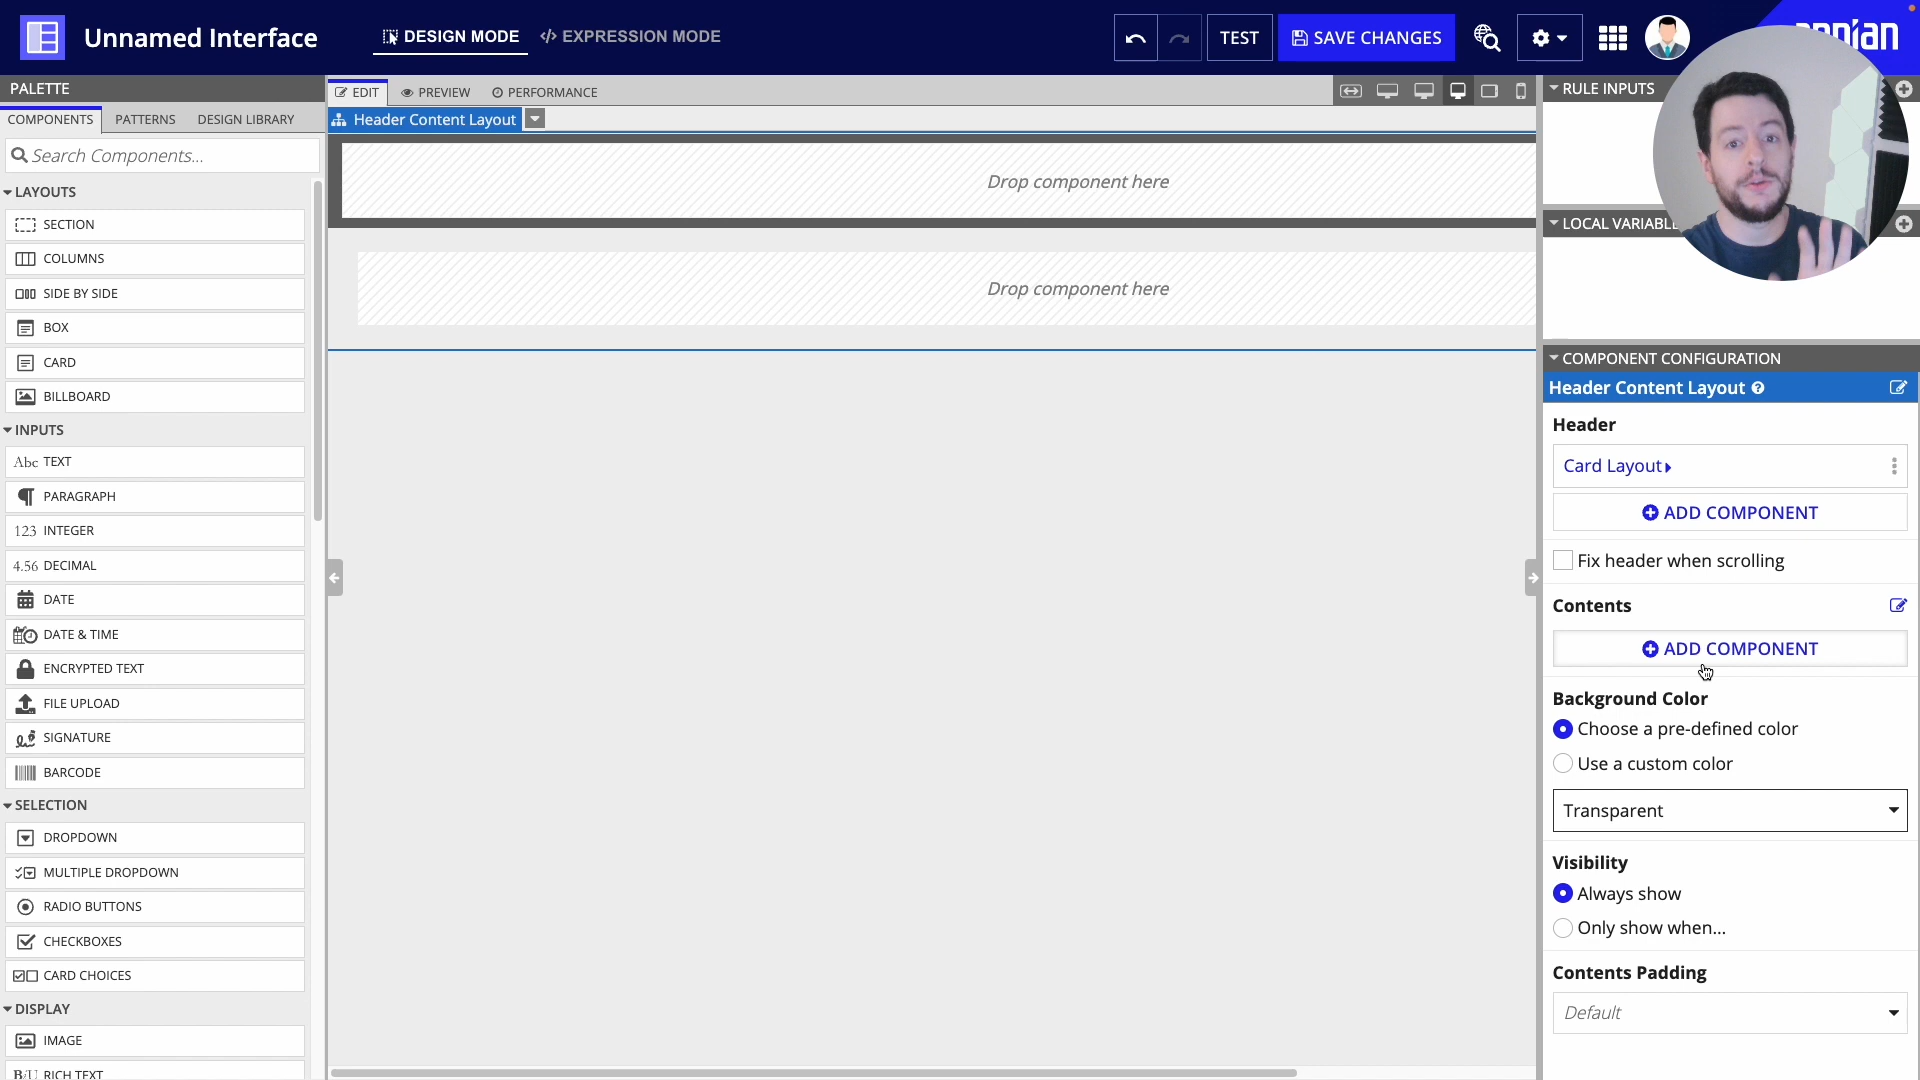 Unnamed Interface
DESIGN MODE
EXPRESSION MODE
TEST
SAVE CHANGES
PALETTE
COMPONENTS
PATTERNS
DESIGN LIBRARY
Search Components...
LAYOUTS
SECTION
COLUMNS
SIDE BY SIDE
BOX
CARD
BILLBOARD
INPUTS
Abc TEXT
PARAGRAPH
123 INTEGER
4.56 DECIMAL
DATE
DATE & TIME
ENCRYPTED TEXT
FILE UPLOAD
SIGNATURE
BARCODE
SELECTION
DROPDOWN
MULTIPLE DROPDOWN
RADIO BUTTONS
CHECKBOXES
CARD CHOICES
DISPLAY
IMAGE
B/U RICH TEXT
EDIT
PREVIEW
PERFORMANCE
Header Content Layout
Drop component here
Drop component here
RULE INPUTS
LOCAL VARIABL
COMPONENT CONFIGURATION
Header Content Layout
Header
Card Layout
ADD COMPONENT
Fix header when scrolling
Contents
ADD COMPONENT
Background Color
Choose a pre-defined color
Use a custom color
Transparent
Visibility
Always show
Only show when...
Contents Padding
Default